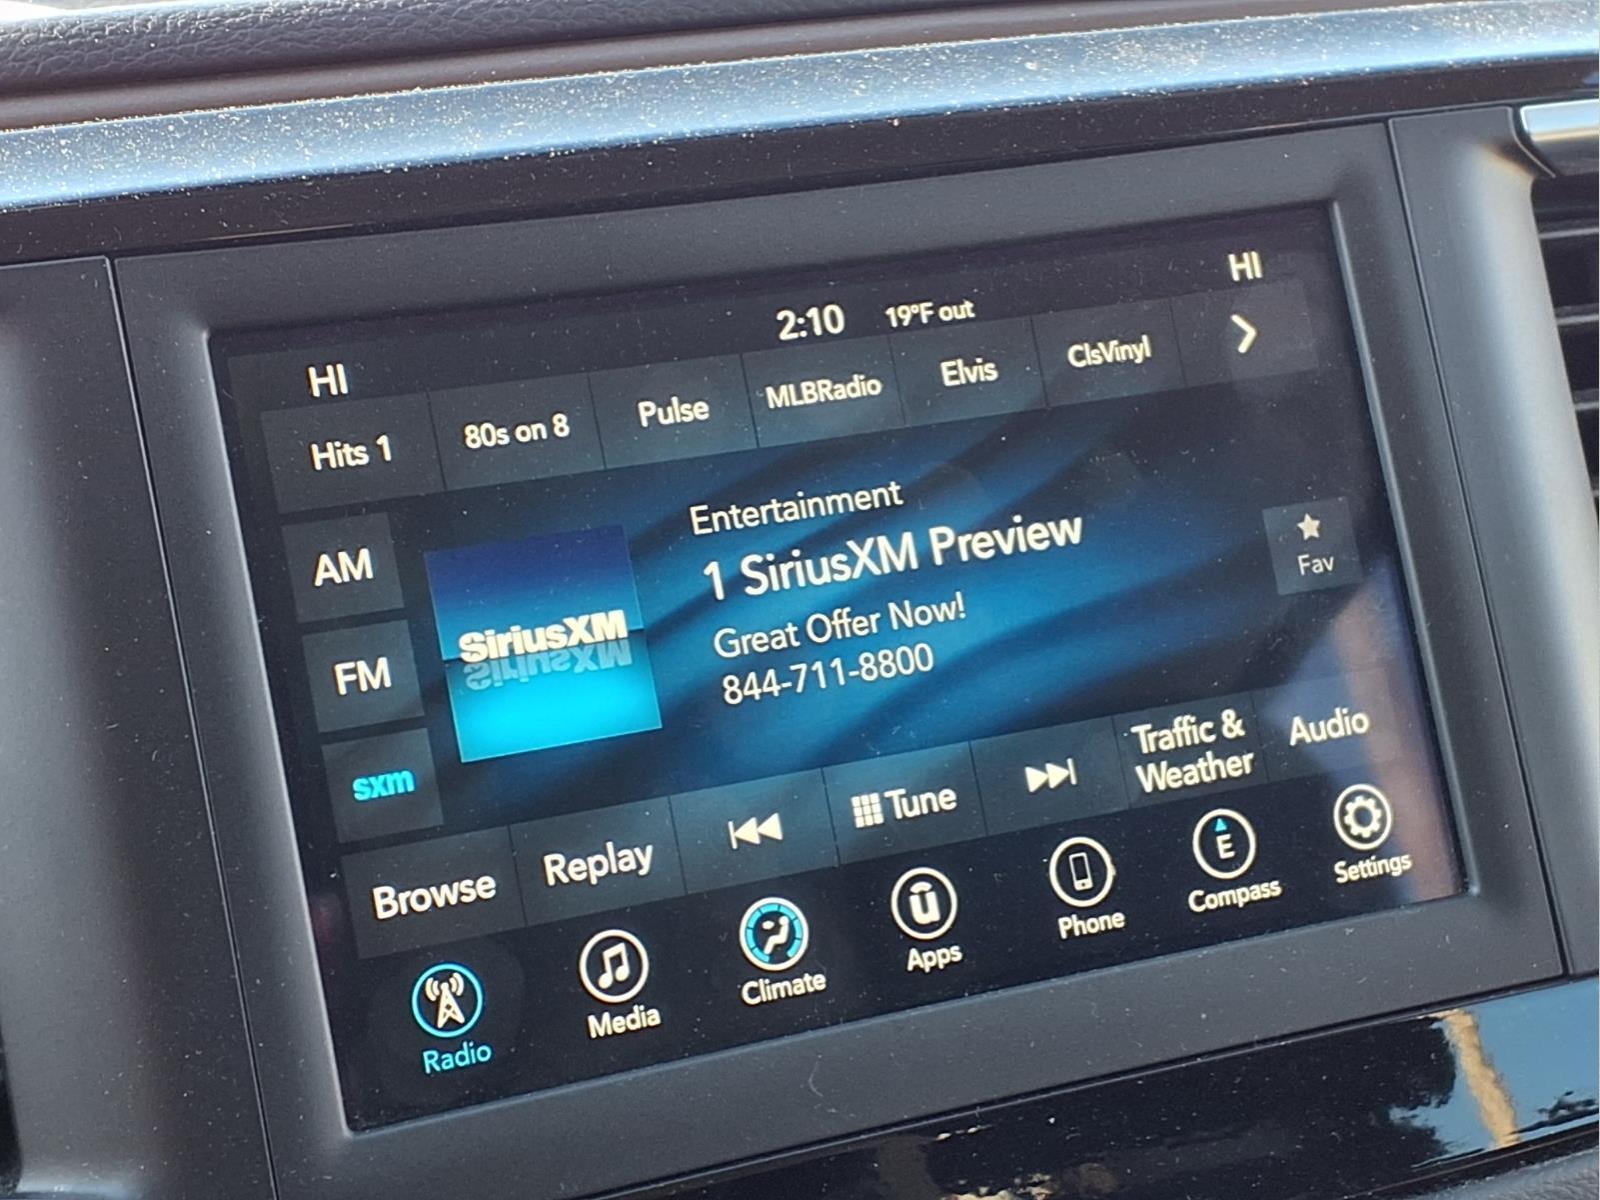 HI 2:10 19°F out HI
Hits 1 80s on 8 Pulse MLBRadio Elvis ClsVinyl
AM
FM
sxm
SiriusXM
Entertainment
1 SiriusXM Preview
Great Offer Now!
844-711-8800
Fav
Browse Replay Tune Traffic & Weather Audio
Radio Media Climate Apps Phone E Compass Settings